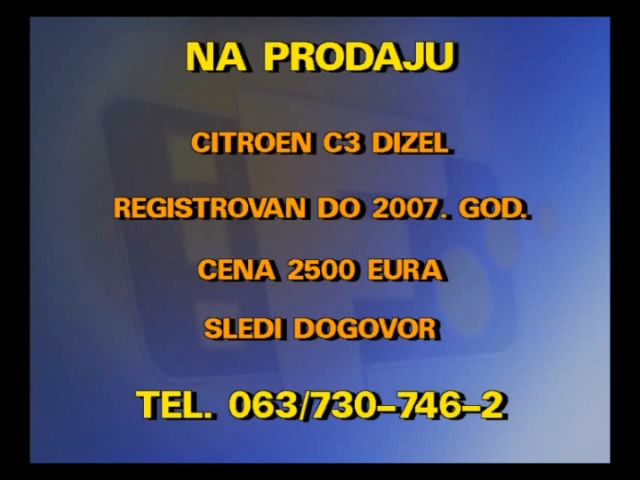 NA PRODAJU
CITROEN C3 DIZEL
REGISTROVAN DO 2007. GOD.
CENA 2500 EURA
SLEDI DOGOVOR
TEL. 063/730-746-2